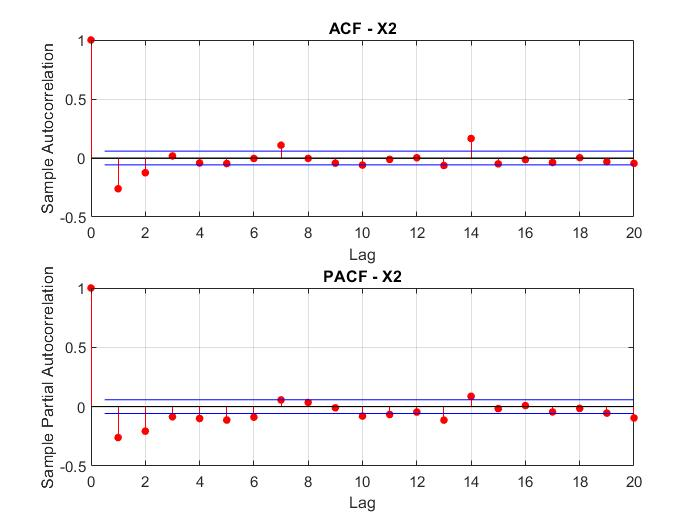 ACF - X2
Sample Autocorrelation
1
0.5
0
-0.5
0 2 4 6 8 10 12 14 16 18 20
Lag
PACF - X2
Sample Partial Autocorrelation
1
0.5
0
-0.5
0 2 4 6 8 10 12 14 16 18 20
Lag